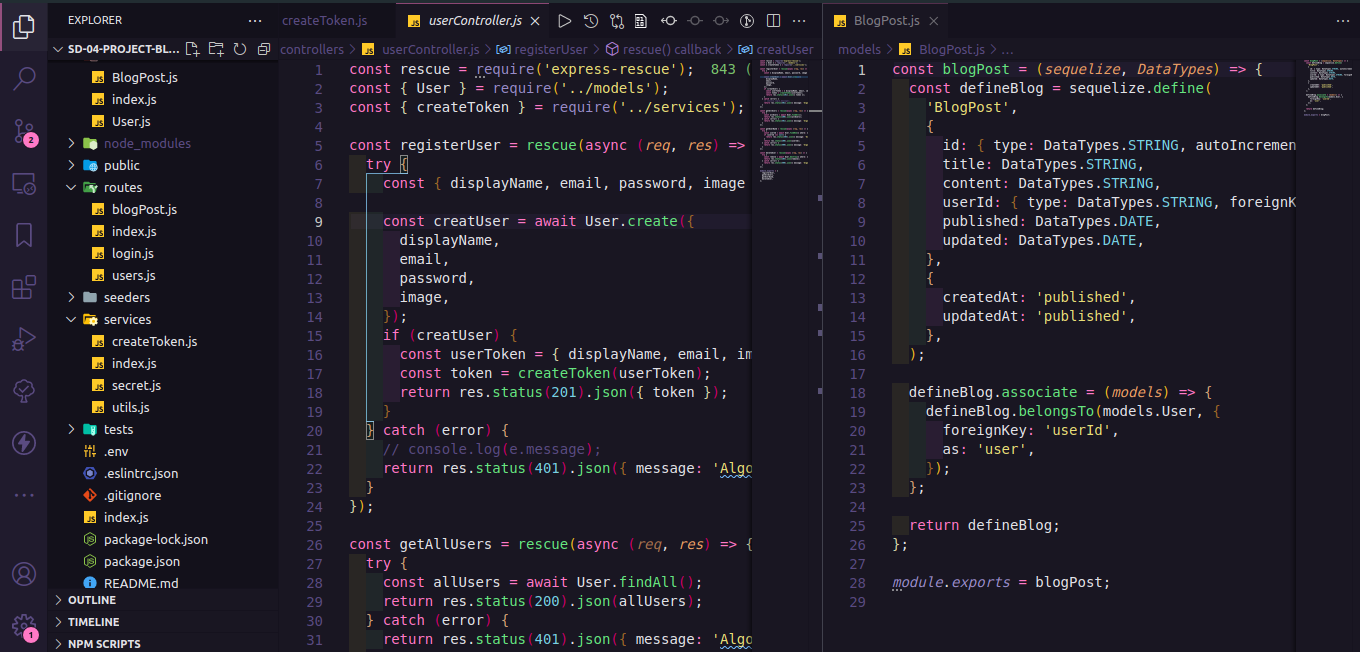 EXPLORER
SD-04-PROJECT-BL...
BlogPost.js
index.js
User.js
node_modules
public
routes
blogPost.js
index.js
login.js
users.js
seeders
services
createToken.js
index.js
secret.js
utils.js
tests
.env
.eslintrc.json
.gitignore
index.js
package-lock.json
package.json
README.md
OUTLINE
TIMELINE
NPM SCRIPTS
2
1
createToken.js
userController.js
controllers > userController.js > registerUser > rescue() callback > creatUser
1 const rescue = require('express-rescue'); 843 (
2 const { User } = require('../models');
3 const { createToken } = require('../services');
4
5 const registerUser = rescue(async (req, res) =>
6 try {
7 const { displayName, email, password, image
8
9 const creatUser = await User.create({
10 displayName,
11 email,
12 password,
13 image,
14 });
15 if (creatUser) {
16 const userToken = { displayName, email, im
17 const token = createToken(userToken);
18 return res.status(201).json({ token });
19 }
20 } catch (error) {
21 // console.log(e.message);
22 return res.status(401).json({ message: 'Algo
23 }
24 });
25
26 const getAllUsers = rescue(async (req, res) => {
27 try {
28 const allUsers = await User.findAll();
29 return res.status(200).json(allUsers);
30 } catch (error) {
31 return res.status(401).json({ message: 'Algo
BlogPost.js
models > BlogPost.js > ...
1 const blogPost = (sequelize, DataTypes) => {
2 const defineBlog = sequelize.define(
3 'BlogPost',
4 {
5 id: { type: DataTypes.STRING, autoIncremen
6 title: DataTypes.STRING,
7 content: DataTypes.STRING,
8 userId: { type: DataTypes.STRING, foreignK
9 published: DataTypes.DATE,
10 updated: DataTypes.DATE,
11 },
12 {
13 createdAt: 'published',
14 updatedAt: 'published',
15 },
16 );
17
18 defineBlog.associate = (models) => {
19 defineBlog.belongsTo(models.User, {
20 foreignKey: 'userId',
21 as: 'user',
22 });
23 };
24
25 return defineBlog;
26 };
27
28 module.exports = blogPost;
29